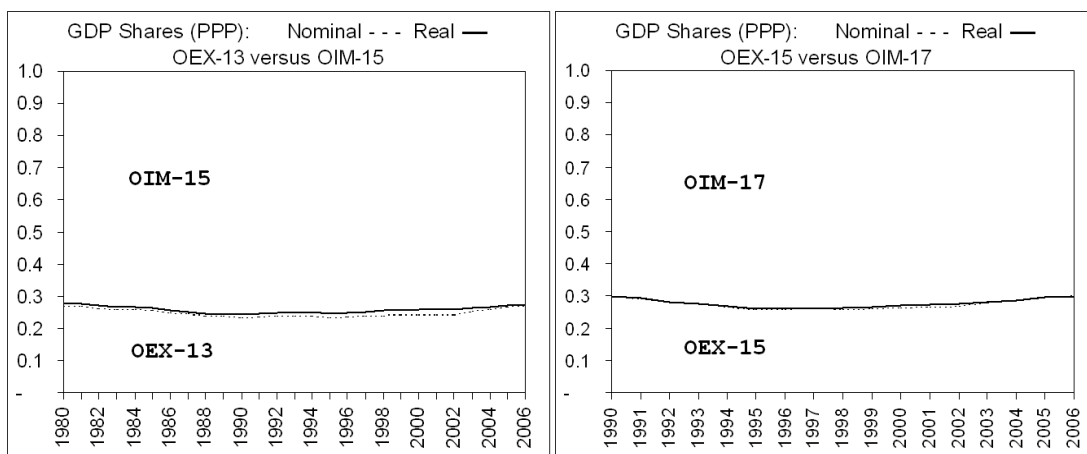 GDP Shares (PPP): Nominal --- Real —
OEX-13 versus OIM-15
1.0
0.9
0.8
0.7
0.6
0.5
0.4
0.3
0.2
0.1
-
OIM-15
OEX-13
1980 1982 1984 1986 1988 1990 1992 1994 1996 1998 2000 2002 2004 2006
GDP Shares (PPP): Nominal --- Real —
OEX-15 versus OIM-17
1.0
0.9
0.8
0.7
0.6
0.5
0.4
0.3
0.2
0.1
-
OIM-17
OEX-15
1990 1991 1992 1993 1994 1995 1996 1997 1998 1999 2000 2001 2002 2003 2004 2005 2006